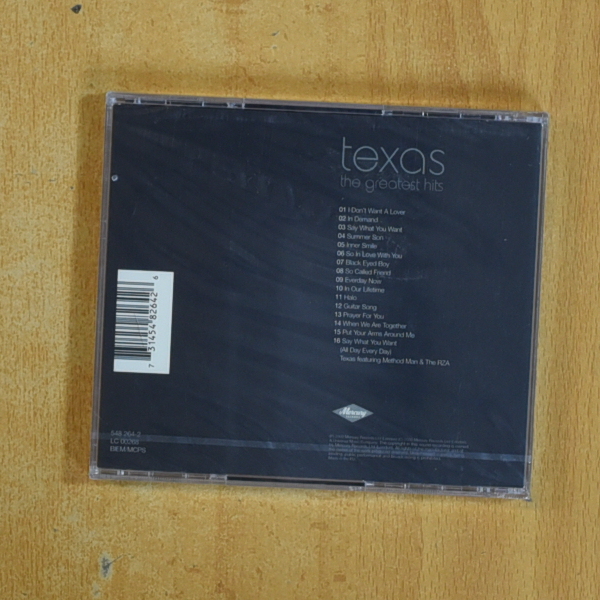 texas
the greatest hits
01 I Don't Want A Lover
02 In Demand
03 Say What You Want
04 Summer Sun
05 Inner Smile
06 So In Love With You
07 Black Eyed Boy
08 So Called Friend
09 Everyday Now
10 In Our Lifetime
11 Halo
12 Guitar Song
13 Prayer For You
14 When We Are Together
15 Put Your Arms Around Me
16 Say What You Want
(All Day Every Day)
Texas featuring Method Man & The RZA
Mercury
7 31454 82642 6
548 264-2
LC 00268
BIEM/MCPS